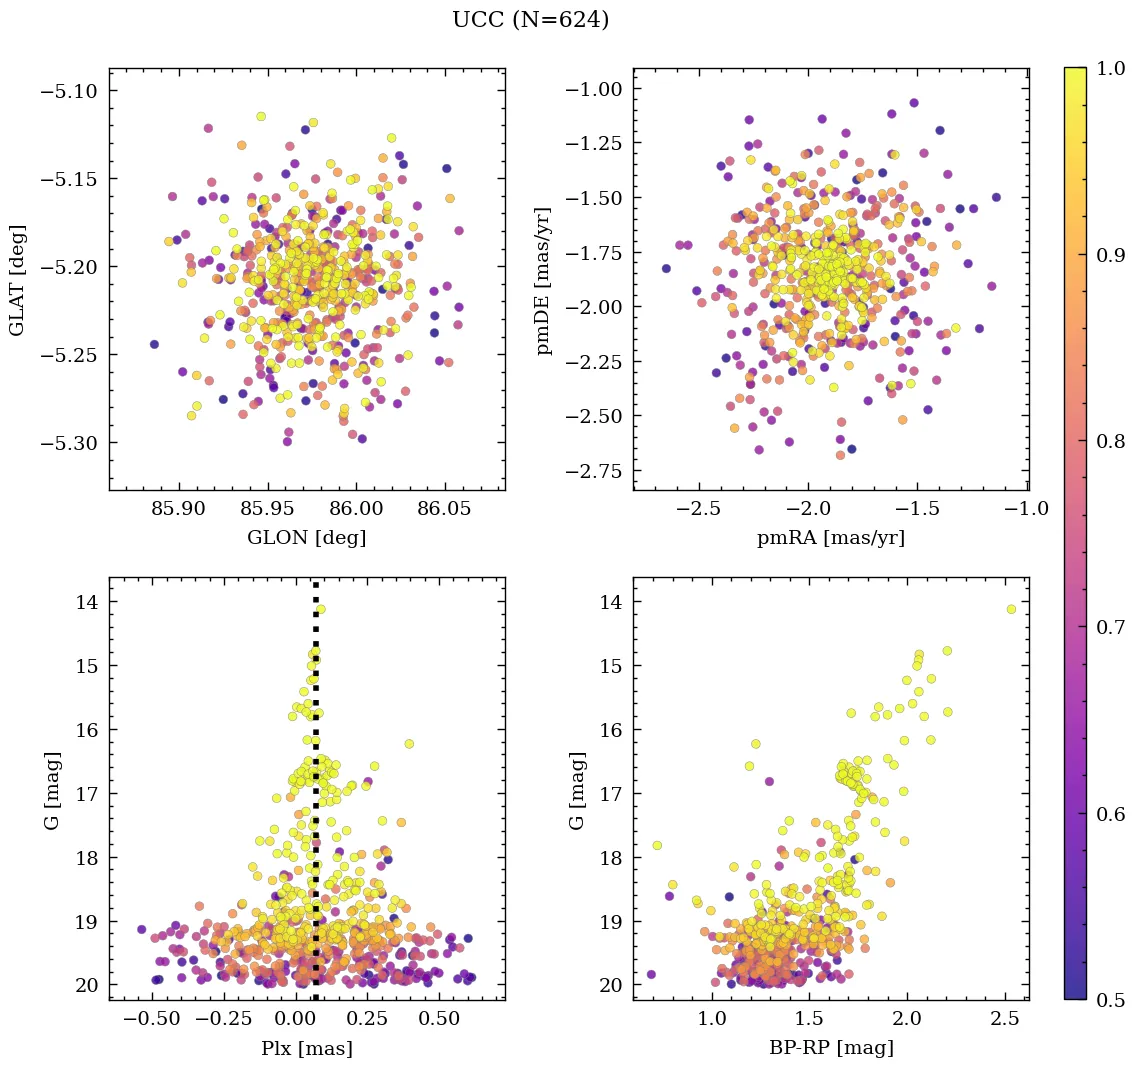 UCC (N=624)
−5.10
−5.15
−5.20
−5.25
−5.30
GLAT [deg]
85.90 85.95 86.00 86.05
GLON [deg]
−1.00
−1.25
−1.50
−1.75
−2.00
−2.25
−2.50
−2.75
pmDE [mas/yr]
−2.5 −2.0 −1.5 −1.0
pmRA [mas/yr]
1.0
0.9
0.8
0.7
0.6
0.5
14
15
16
17
18
19
20
G [mag]
−0.50 −0.25 0.00 0.25 0.50
Plx [mas]
14
15
16
17
18
19
20
G [mag]
1.0 1.5 2.0 2.5
BP-RP [mag]